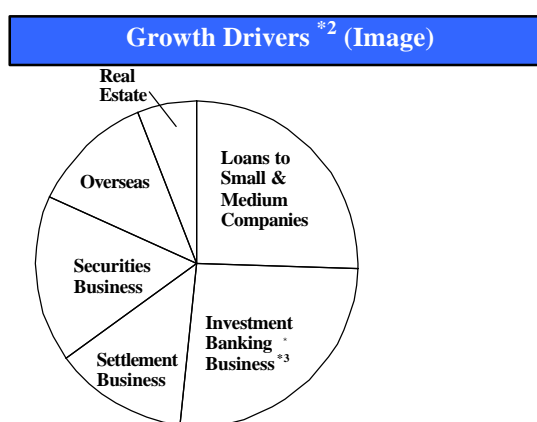 Growth Drivers *2 (Image)
Real
Estate
Loans to
Small &
Medium
Companies
Overseas
Securities
Business
Investment
Banking
Business*3
Settlement
Business